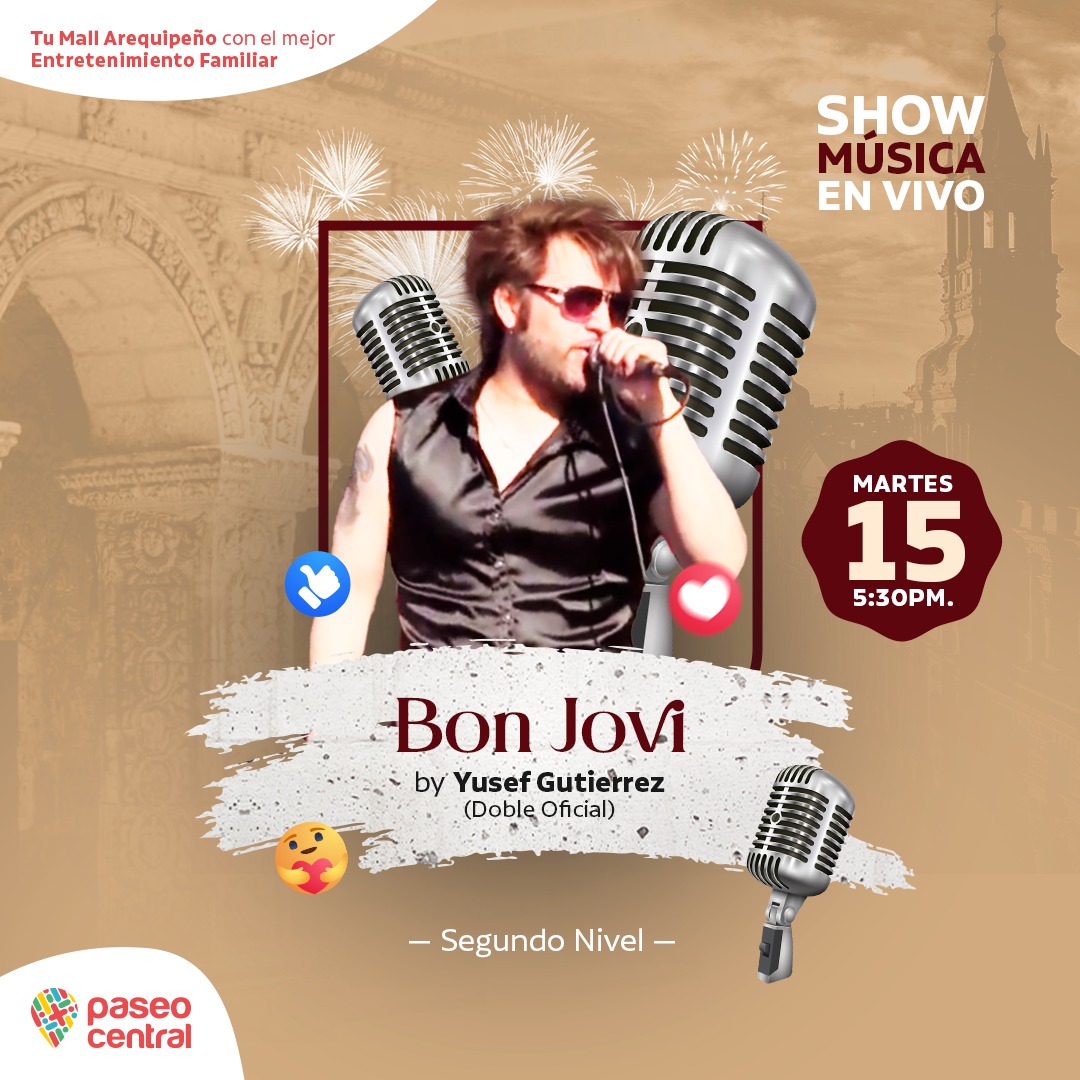 Tu Mall Arequipeño con el mejor
Entretenimiento Familiar
SHOW
MÚSICA
EN VIVO
MARTES
15
5:30PM.
Bon Jovi
by Yusef Gutierrez
(Doble Oficial)
— Segundo Nivel —
paseo
central